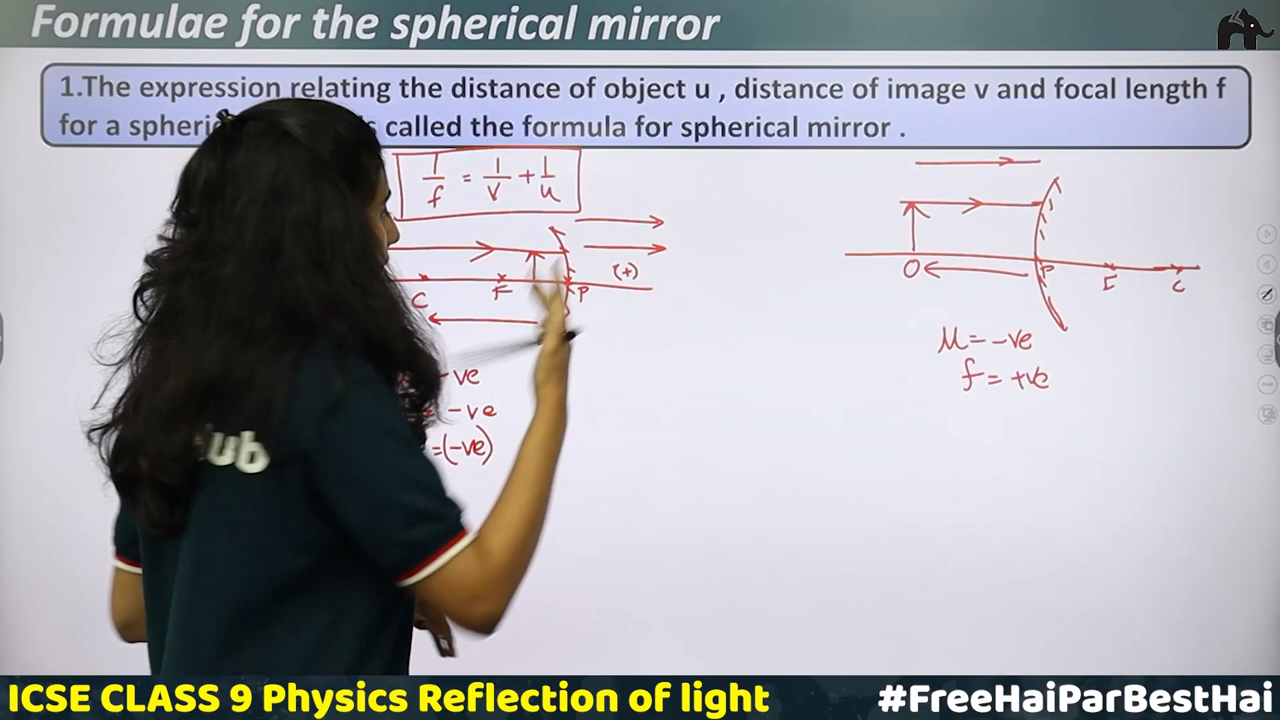 Formulae for the spherical mirror
1.The expression relating the distance of object u , distance of image v and focal length f
for a called the formula for spherical mirror .
1/f = 1/v + 1/u
(+)
C F P
-ve
-ve
=(-ve)
O P F C
u = -ve
f = +ve
ub
ICSE CLASS 9 Physics Reflection of light
#FreeHaiParBestHai